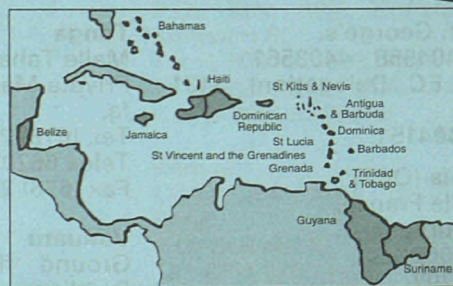 Bahamas
Haiti
St Kitts & Nevis
Antigua
& Barbuda
Belize
Jamaica
Dominican
Republic
Dominica
St Lucia
Barbados
St Vincent and the Grenadines
Grenada
Trinidad
& Tobago
Guyana
Suriname